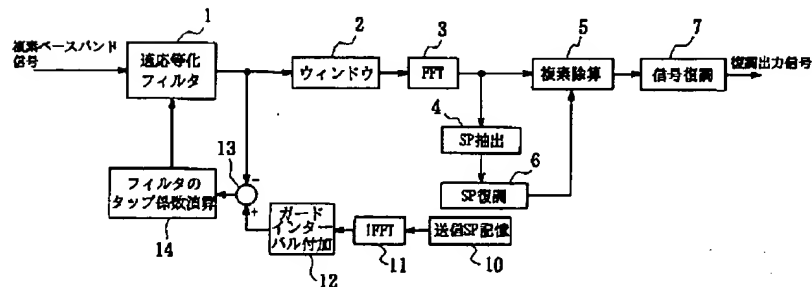 1
複素ベースバンド
信号
適応等化
フィルタ
2
ウィンドウ
3
FFT
5
複素除算
7
信号復調
復調出力信号
4
SP抽出
6
SP復調
13
−
+
フィルタの
タップ係数演算
14
ガード
インター
バル付加
12
IFFT
11
送信SP記憶
10